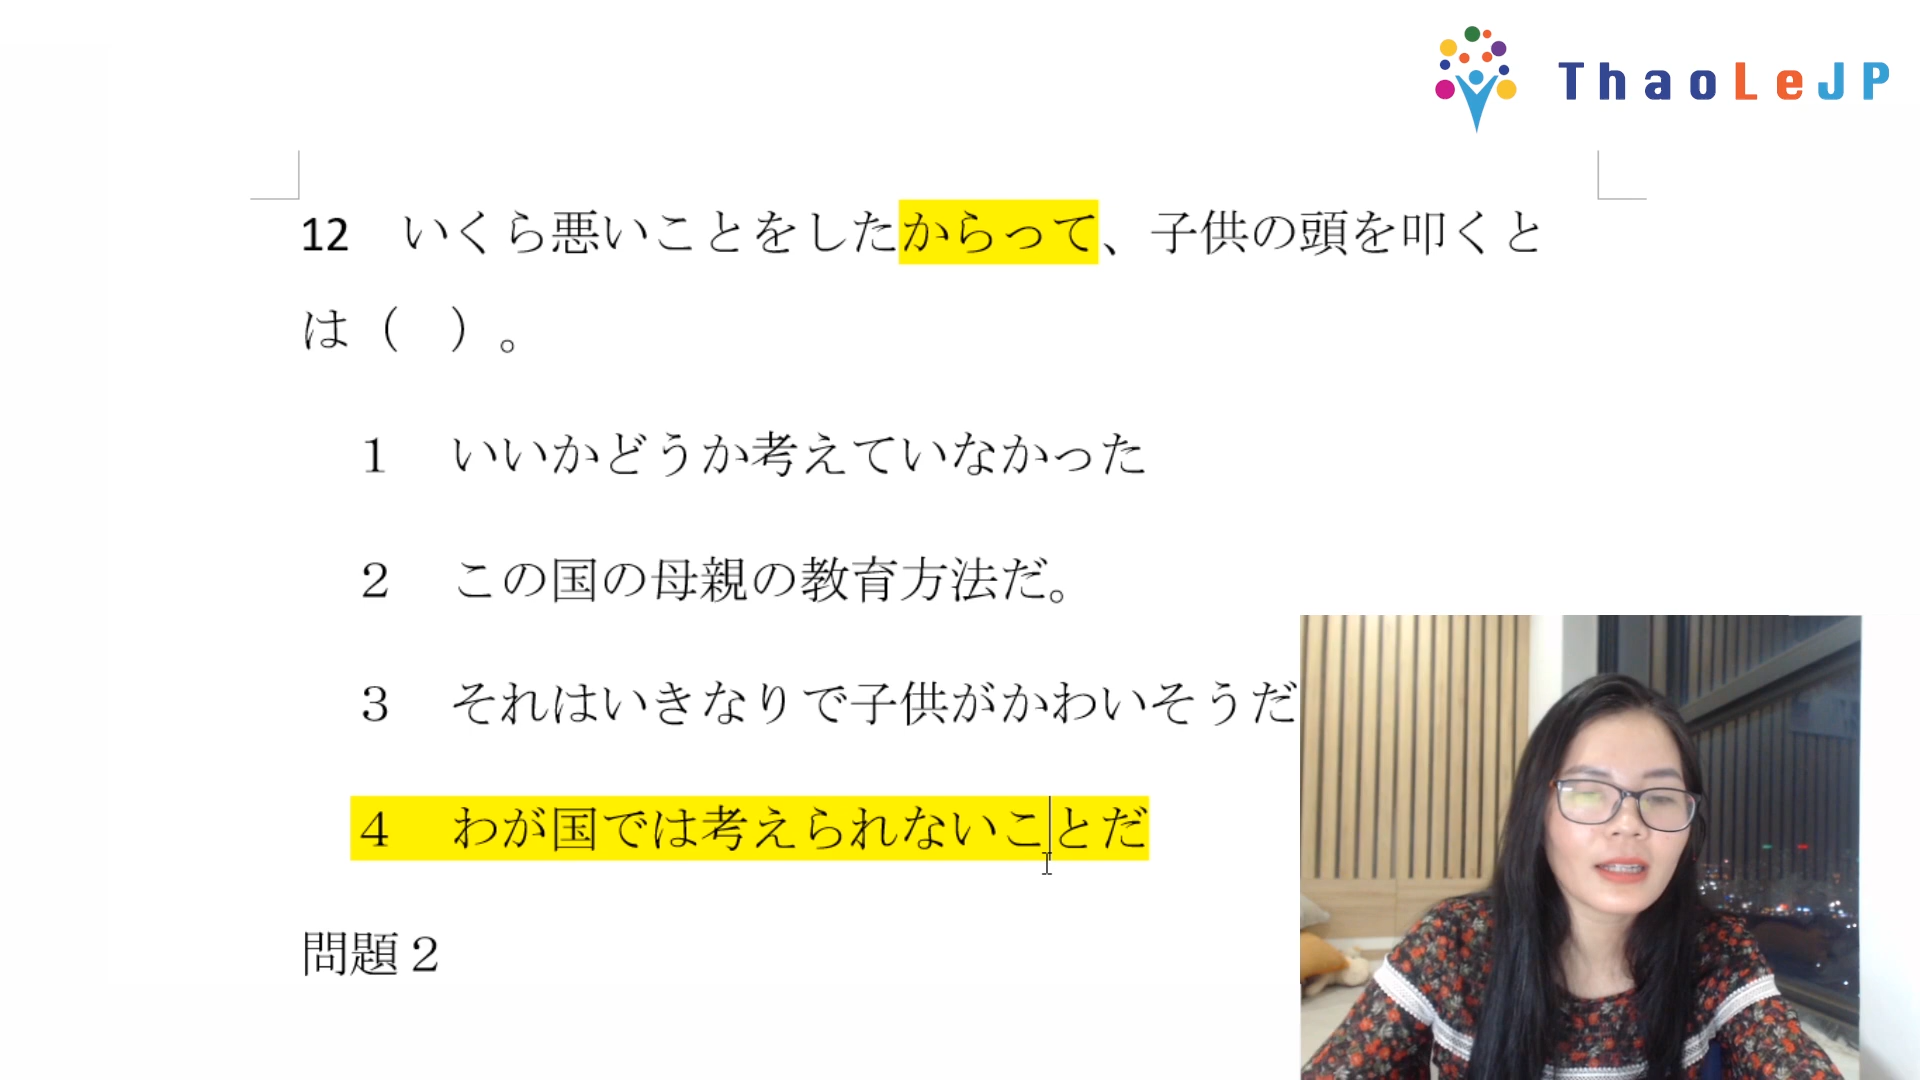 ThaoLeJP
12 いくら悪いことをしたからって、子供の頭を叩くと
は（ ）。
1 いいかどうか考えていなかった
2 この国の母親の教育方法だ。
3 それはいきなりで子供がかわいそうだ
4 わが国では考えられないことだ
問題2